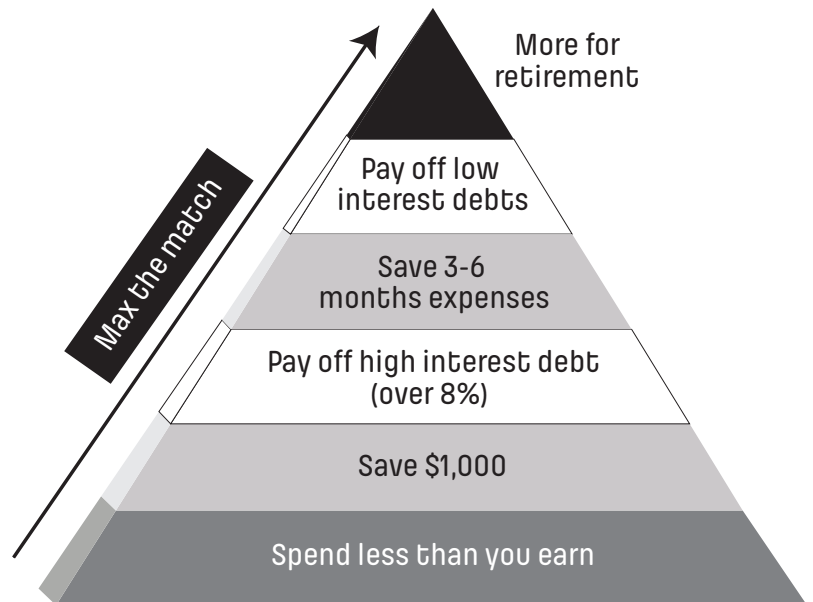 More for
retirement
Pay off low
interest debts
Save 3-6
months expenses
Pay off high interest debt
(over 8%)
Save $1,000
Spend less than you earn
Max the match